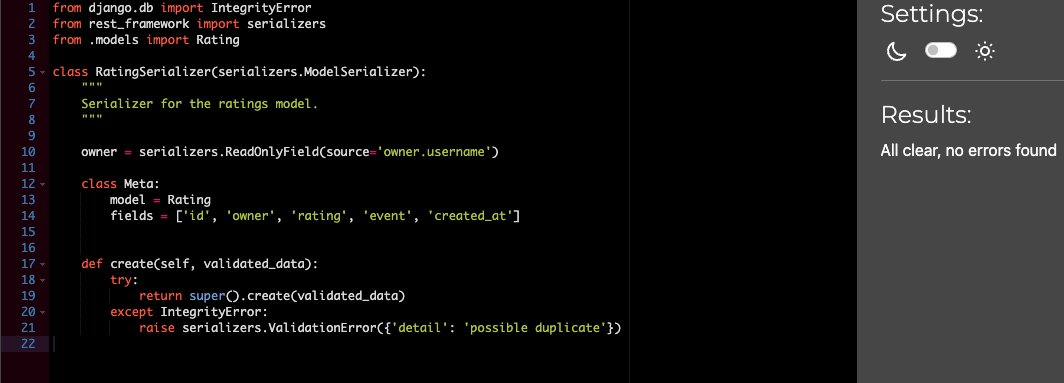 1 from django.db import IntegrityError
2 from rest_framework import serializers
3 from .models import Rating
4
5 class RatingSerializer(serializers.ModelSerializer):
6     """
7     Serializer for the ratings model.
8     """
9
10     owner = serializers.ReadOnlyField(source='owner.username')
11
12     class Meta:
13         model = Rating
14         fields = ['id', 'owner', 'rating', 'event', 'created_at']
15
16
17     def create(self, validated_data):
18         try:
19             return super().create(validated_data)
20         except IntegrityError:
21             raise serializers.ValidationError({'detail': 'possible duplicate'})
22
Settings:
Results:
All clear, no errors found